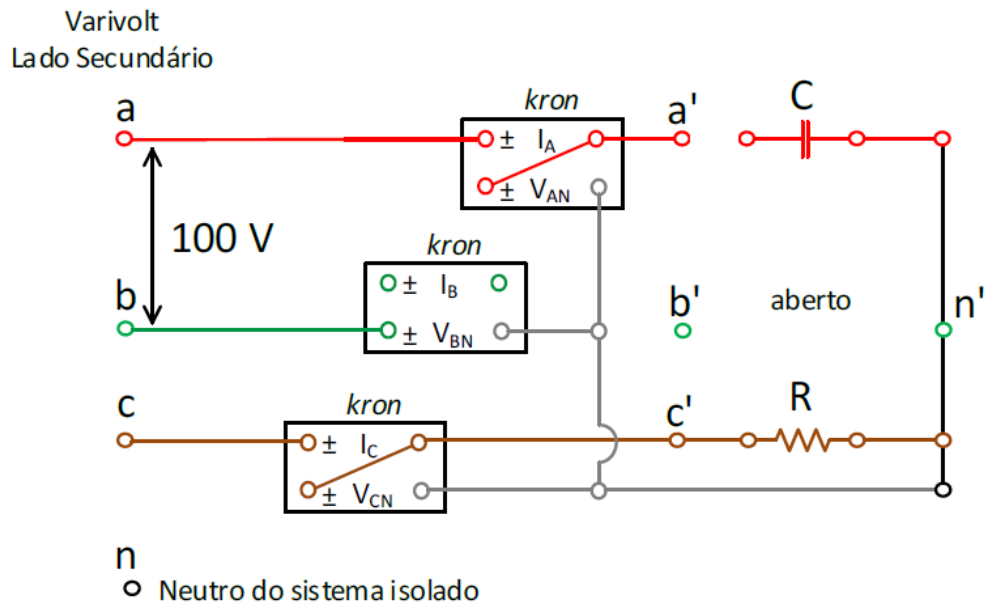 Varivolt
Lado Secundário
a
kron
± I_A
± V_AN
a'
C
100 V
kron
b
± I_B
± V_BN
b'
aberto
n'
c
kron
± I_C
± V_CN
c'
R
n
Neutro do sistema isolado